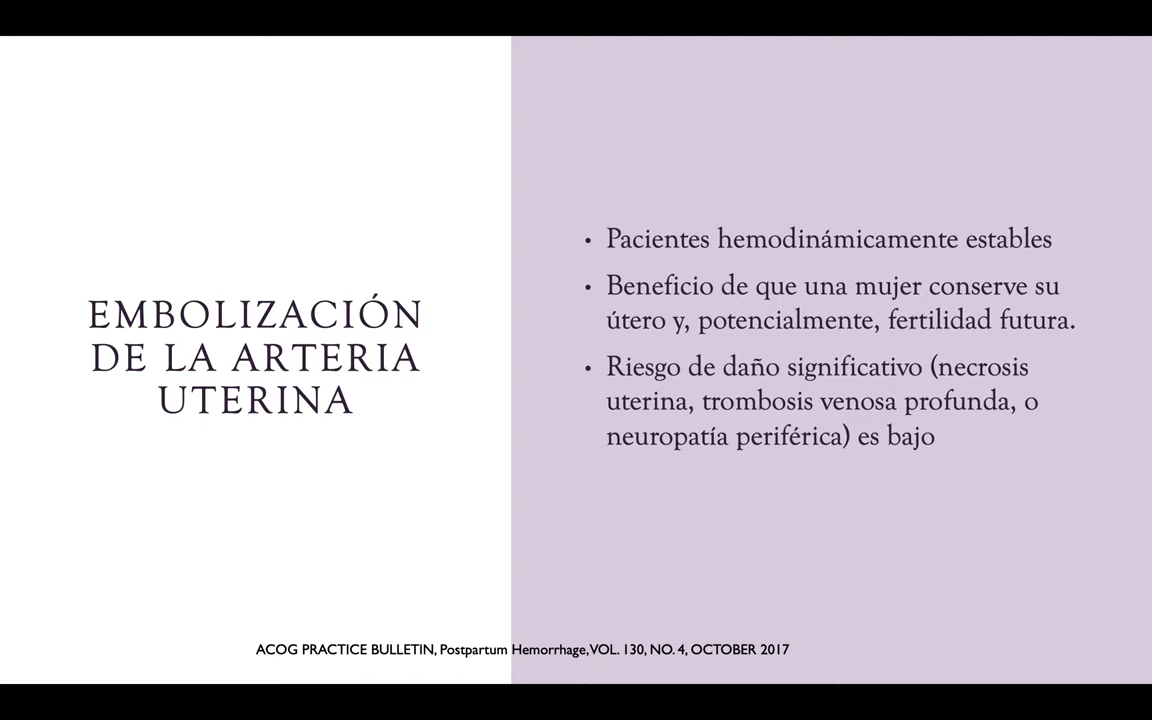 EMBOLIZACIÓN
DE LA ARTERIA
UTERINA
• Pacientes hemodinámicamente estables
• Beneficio de que una mujer conserve su
útero y, potencialmente, fertilidad futura.
• Riesgo de daño significativo (necrosis
uterina, trombosis venosa profunda, o
neuropatía periférica) es bajo
ACOG PRACTICE BULLETIN, Postpartum Hemorrhage, VOL. 130, NO. 4, OCTOBER 2017